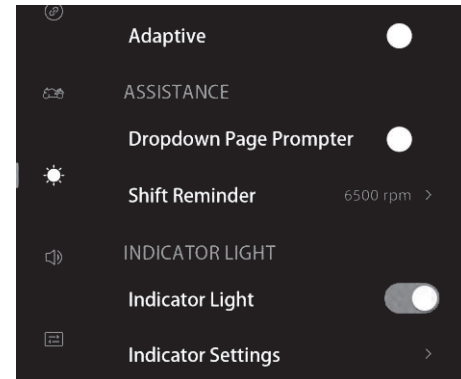 Adaptive
ASSISTANCE
Dropdown Page Prompter
Shift Reminder 6500 rpm >
INDICATOR LIGHT
Indicator Light
Indicator Settings >